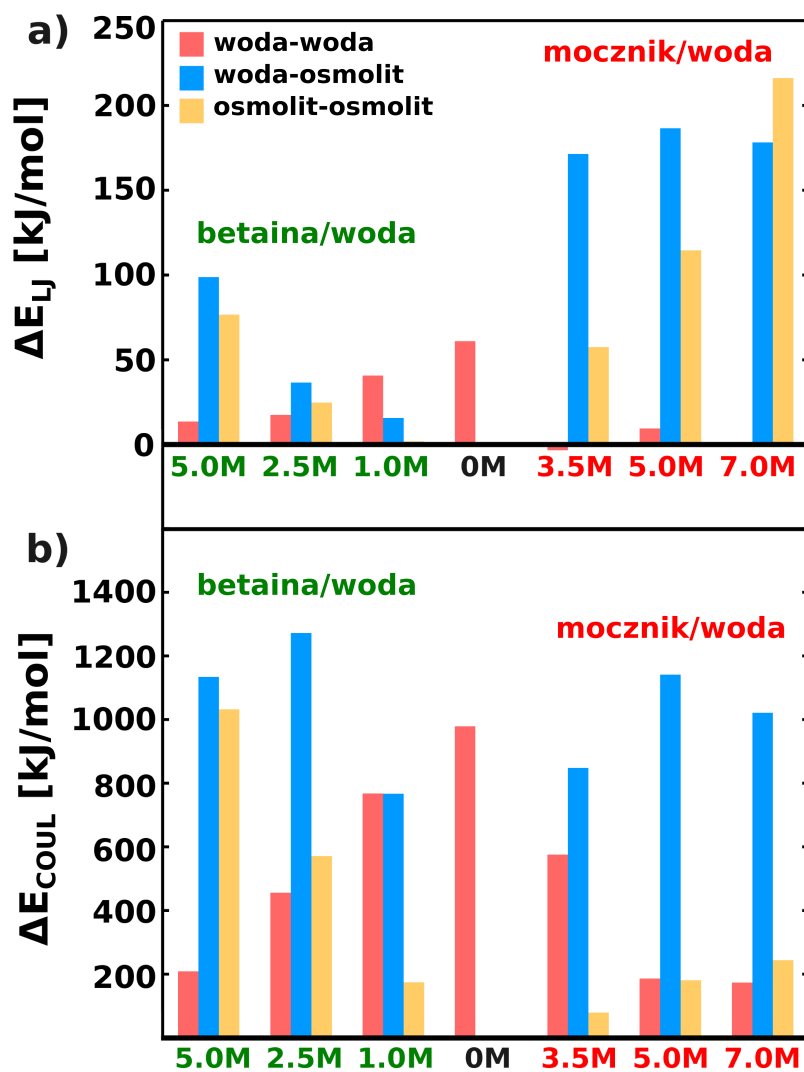 a)
ΔE_LJ [kJ/mol]
250
200
150
100
50
0
woda-woda
woda-osmolit
osmolit-osmolit
mocznik/woda
betaina/woda
5.0M 2.5M 1.0M 0M 3.5M 5.0M 7.0M
b)
ΔE_COUL [kJ/mol]
1400
1200
1000
800
600
400
200
betaina/woda
mocznik/woda
5.0M 2.5M 1.0M 0M 3.5M 5.0M 7.0M